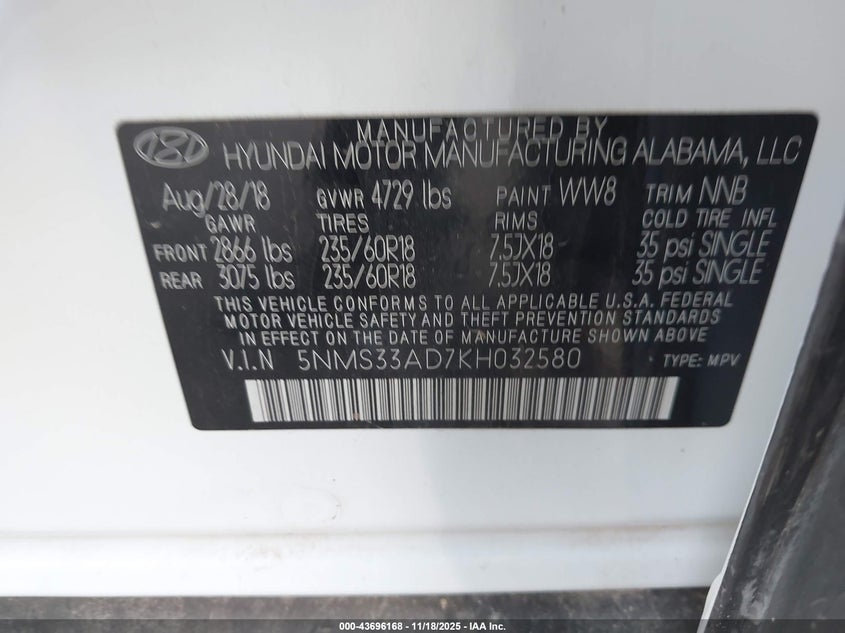 MANUFACTURED BY
HYUNDAI MOTOR MANUFACTURING ALABAMA, LLC
Aug/28/18 GVWR 4729 lbs PAINT WW8 TRIM NNB
GAWR TIRES RIMS COLD TIRE INFL
FRONT 2866 lbs 235/60R18 7.5JX18 35 psi SINGLE
REAR 3075 lbs 235/60R18 7.5JX18 35 psi SINGLE
THIS VEHICLE CONFORMS TO ALL APPLICABLE U.S.A. FEDERAL
MOTOR VEHICLE SAFETY AND THEFT PREVENTION STANDARDS
IN EFFECT ON THE DATE OF MANUFACTURE SHOWN ABOVE.
V.I.N 5NMS33AD7KH032580 TYPE: MPV
000-43696168 - 11/18/2025 - IAA Inc.